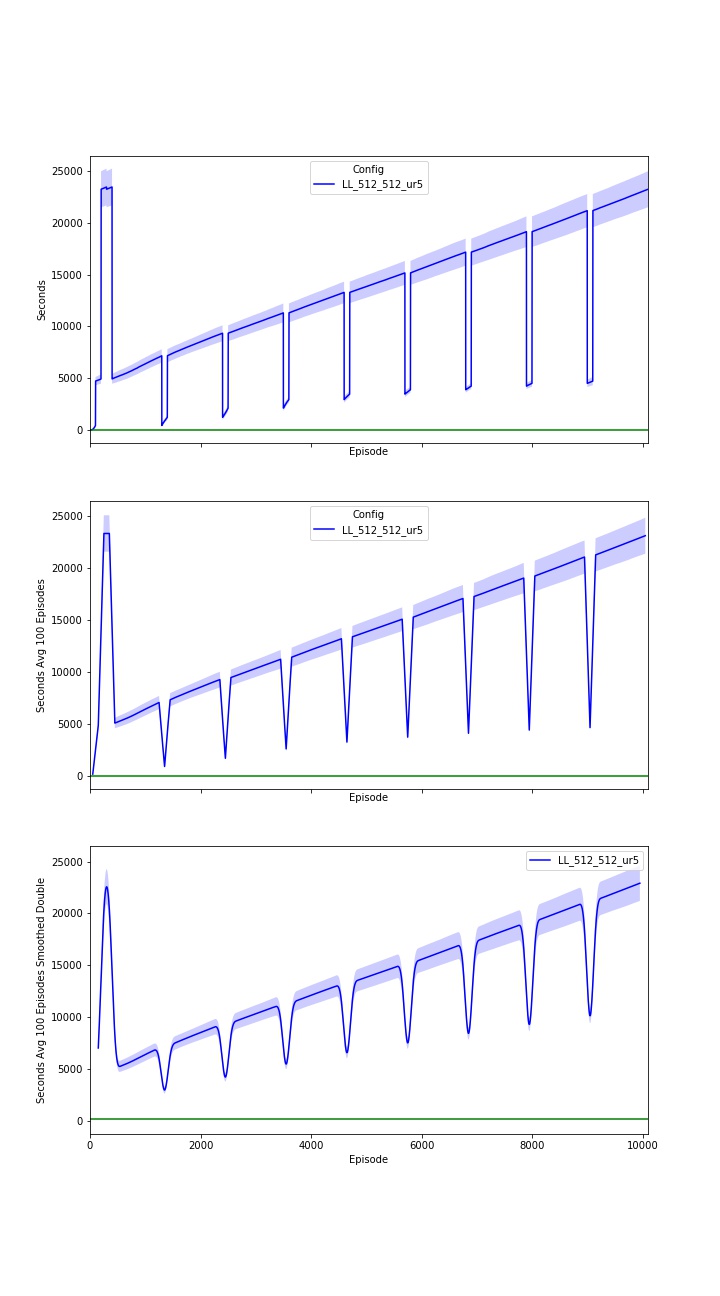 25000
20000
15000
10000
5000
0
Seconds
Config
LL_512_512_ur5
Episode
25000
20000
15000
10000
5000
0
Seconds Avg 100 Episodes
Config
LL_512_512_ur5
Episode
25000
20000
15000
10000
5000
0
Seconds Avg 100 Episodes Smoothed Double
LL_512_512_ur5
0 2000 4000 6000 8000 10000
Episode